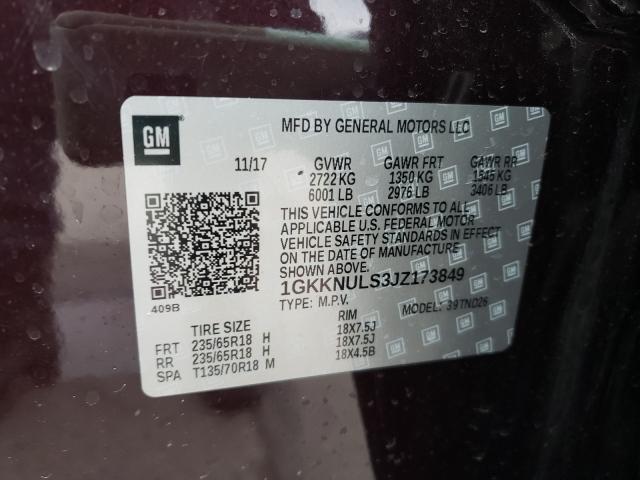 GM
MFD BY GENERAL MOTORS LLC
11/17 GVWR GAWR FRT GAWR RR
2722 KG 1350 KG 1545 KG
6001 LB 2976 LB 3406 LB
THIS VEHICLE CONFORMS TO ALL
APPLICABLE U.S. FEDERAL MOTOR
VEHICLE SAFETY STANDARDS IN EFFECT
ON THE DATE OF MANUFACTURE
SHOWN ABOVE.
1GKKNULS3JZ173849
409B
TYPE: M.P.V. MODEL: 39TND26
TIRE SIZE RIM
FRT 235/65R18 H 18X7.5J
RR 235/65R18 H 18X7.5J
SPA T135/70R18 M 18X4.5B